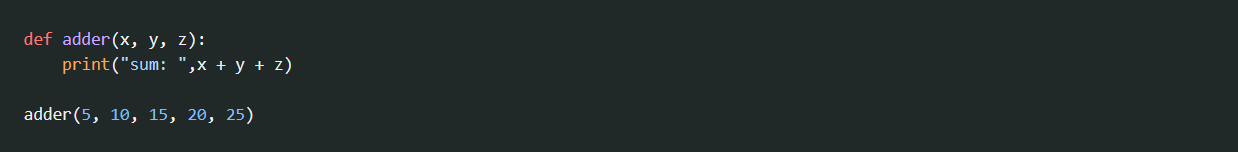 def adder(x, y, z):
    print("sum: ",x + y + z)
adder(5, 10, 15, 20, 25)